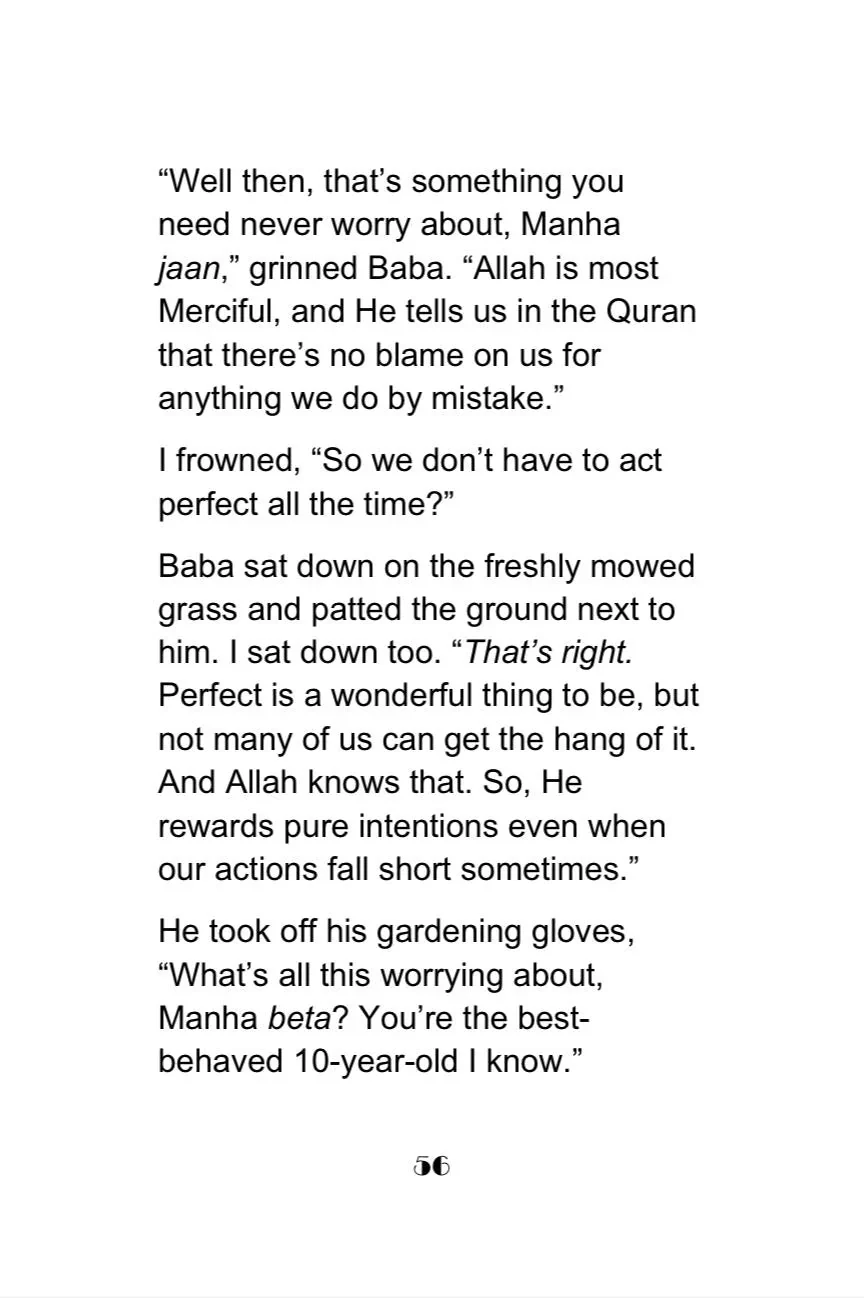 “Well then, that’s something you
need never worry about, Manha
jaan,” grinned Baba. “Allah is most
Merciful, and He tells us in the Quran
that there’s no blame on us for
anything we do by mistake.”
I frowned, “So we don’t have to act
perfect all the time?”
Baba sat down on the freshly mowed
grass and patted the ground next to
him. I sat down too. “That’s right.
Perfect is a wonderful thing to be, but
not many of us can get the hang of it.
And Allah knows that. So, He
rewards pure intentions even when
our actions fall short sometimes.”
He took off his gardening gloves,
“What’s all this worrying about,
Manha beta? You’re the best-
behaved 10-year-old I know.”
56